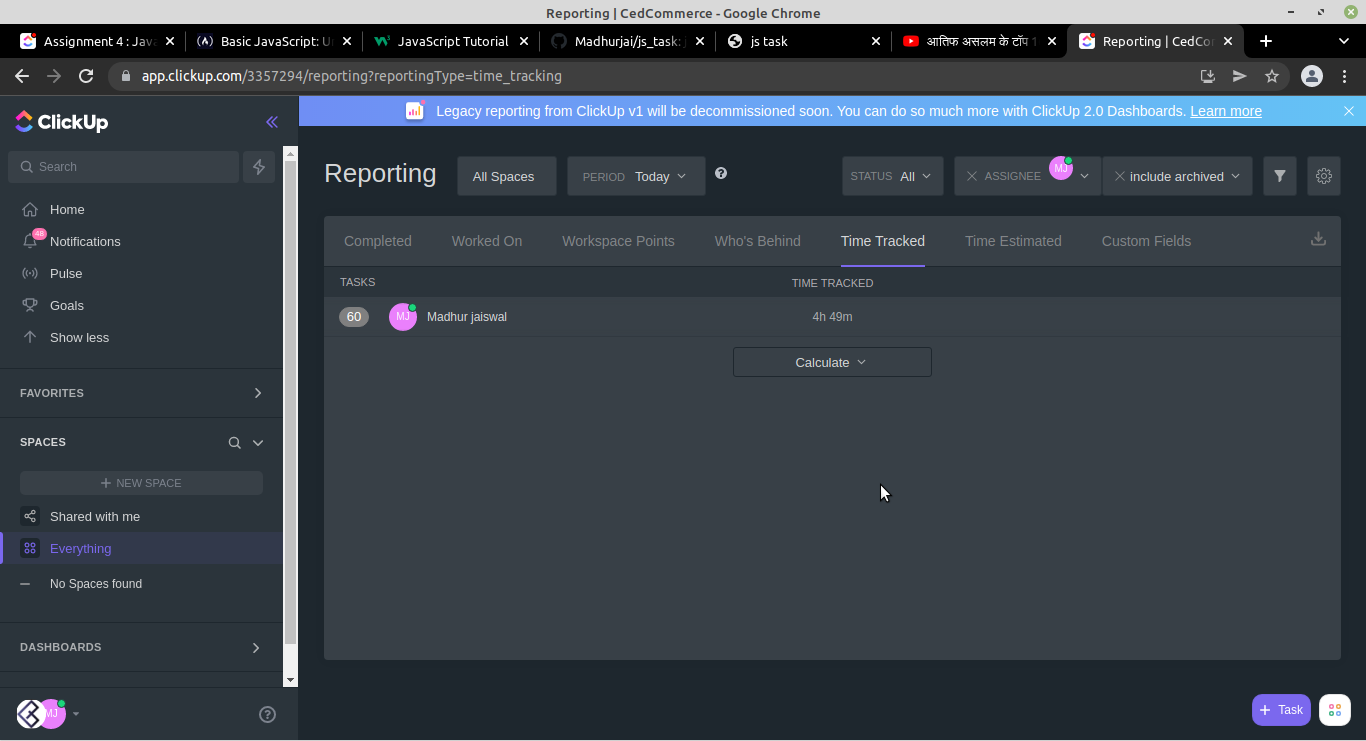 Reporting | CedCommerce - Google Chrome
Assignment 4 : Java
Basic JavaScript: U
JavaScript Tutorial
Madhurjai/js_task:
js task
आतिफ असलम के टॉप 1
Reporting | CedCo
app.clickup.com/3357294/reporting?reportingType=time_tracking
ClickUp
Legacy reporting from ClickUp v1 will be decommissioned soon. You can do so much more with ClickUp 2.0 Dashboards. Learn more
Search
Home
48
Notifications
Pulse
Goals
Show less
FAVORITES
SPACES
+ NEW SPACE
Shared with me
Everything
No Spaces found
DASHBOARDS
MJ
Reporting
All Spaces
PERIOD Today
STATUS All
ASSIGNEE MJ
include archived
Completed Worked On Workspace Points Who's Behind Time Tracked Time Estimated Custom Fields
TASKS TIME TRACKED
60 MJ Madhur jaiswal 4h 49m
Calculate
+ Task